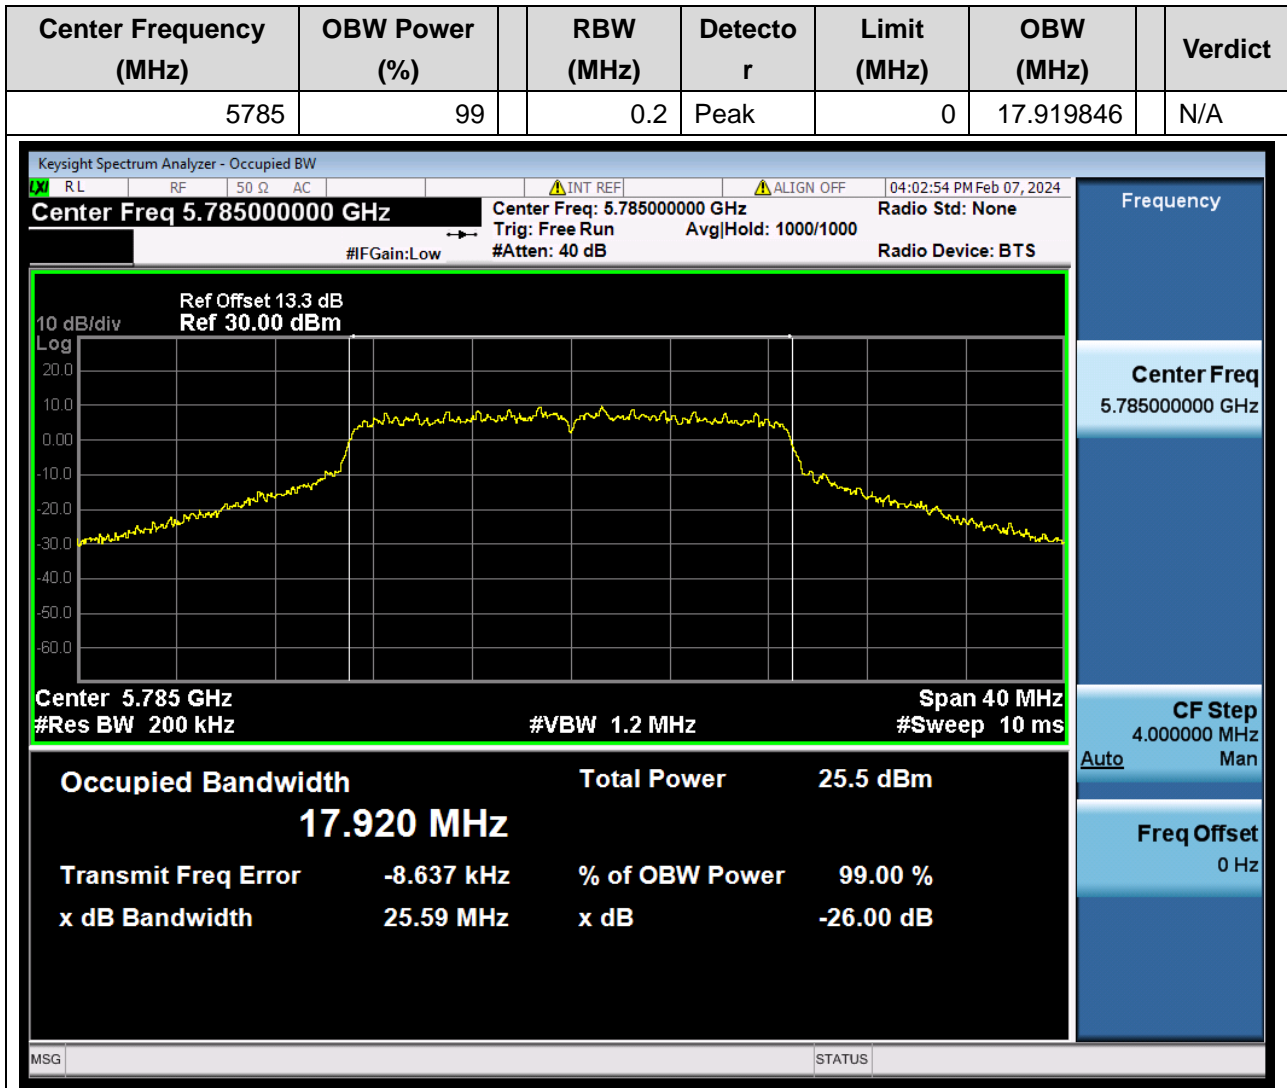 Center Frequency (MHz) OBW Power (%) RBW (MHz) Detecto r Limit (MHz) OBW (MHz) Verdict
5785 99 0.2 Peak 0 17.919846 N/A
Keysight Spectrum Analyzer - Occupied BW
LXI RL RF 50 Ω AC INT REF ALIGN OFF 04:02:54 PM Feb 07, 2024
Center Freq 5.785000000 GHz
Center Freq: 5.785000000 GHz Radio Std: None
Trig: Free Run Avg|Hold: 1000/1000
#IFGain:Low #Atten: 40 dB Radio Device: BTS
Ref Offset 13.3 dB
10 dB/div Ref 30.00 dBm
Log
20.0
10.0
0.00
-10.0
-20.0
-30.0
-40.0
-50.0
-60.0
Center 5.785 GHz Span 40 MHz
#Res BW 200 kHz #VBW 1.2 MHz #Sweep 10 ms
Occupied Bandwidth Total Power 25.5 dBm
17.920 MHz
Transmit Freq Error -8.637 kHz % of OBW Power 99.00 %
x dB Bandwidth 25.59 MHz x dB -26.00 dB
Frequency
Center Freq
5.785000000 GHz
CF Step
4.000000 MHz
Auto Man
Freq Offset
0 Hz
MSG STATUS